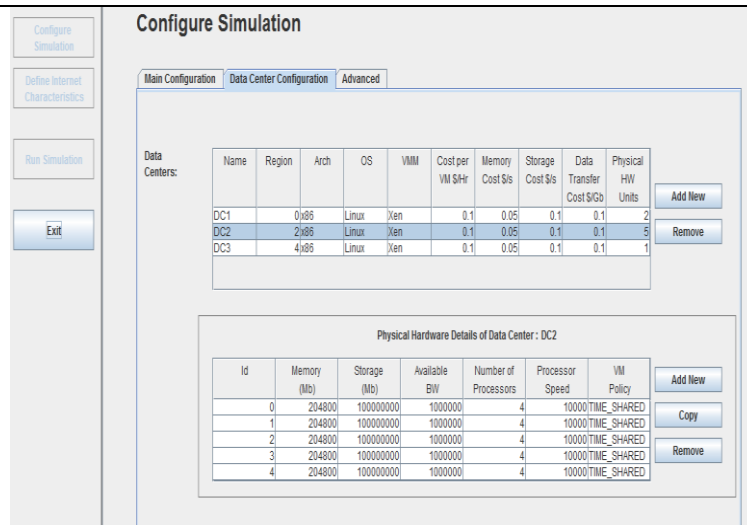 Configure Simulation
Configure
Simulation
Define Internet
Characteristics
Run Simulation
Exit
Main Configuration Data Center Configuration Advanced
Data
Centers:
Name Region Arch OS VMM Cost per VM $/Hr Memory Cost $/s Storage Cost $/s Data Transfer Cost $/Gb Physical HW Units
DC1 0 x86 Linux Xen 0.1 0.05 0.1 0.1 2
DC2 2 x86 Linux Xen 0.1 0.05 0.1 0.1 5
DC3 4 x86 Linux Xen 0.1 0.05 0.1 0.1 1
Add New
Remove
Physical Hardware Details of Data Center : DC2
Id Memory (Mb) Storage (Mb) Available BW Number of Processors Processor Speed VM Policy
0 204800 100000000 1000000 4 10000 TIME_SHARED
1 204800 100000000 1000000 4 10000 TIME_SHARED
2 204800 100000000 1000000 4 10000 TIME_SHARED
3 204800 100000000 1000000 4 10000 TIME_SHARED
4 204800 100000000 1000000 4 10000 TIME_SHARED
Add New
Copy
Remove